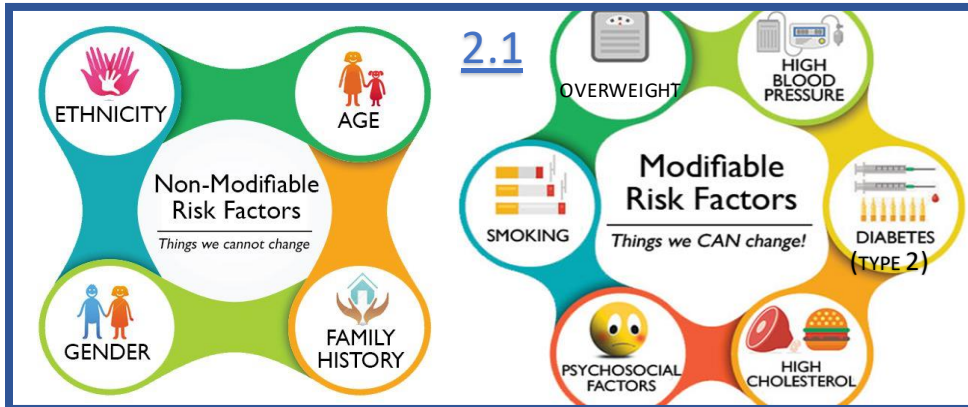 ETHNICITY
AGE
Non-Modifiable
Risk Factors
Things we cannot change
GENDER
FAMILY
HISTORY
2.1
OVERWEIGHT
HIGH
BLOOD
PRESSURE
SMOKING
Modifiable
Risk Factors
Things we CAN change!
DIABETES
(TYPE 2)
PSYCHOSOCIAL
FACTORS
HIGH
CHOLESTEROL